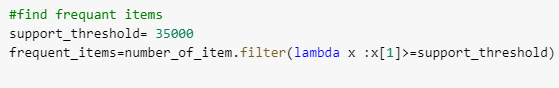 #find frequant items
support_threshold= 35000
frequent_items=number_of_item.filter(lambda x :x[1]>=support_threshold)